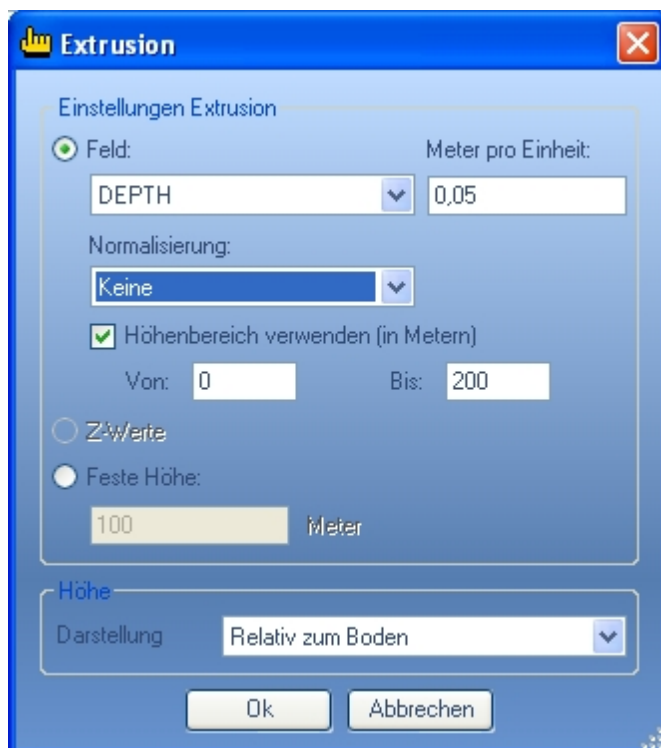 Extrusion
Einstellungen Extrusion
Feld:
Meter pro Einheit:
DEPTH
0,05
Normalisierung:
Keine
Höhenbereich verwenden (in Metern)
Von: 0 Bis: 200
Z-Werte
Feste Höhe:
100 Meter
Höhe
Darstellung Relativ zum Boden
Ok Abbrechen